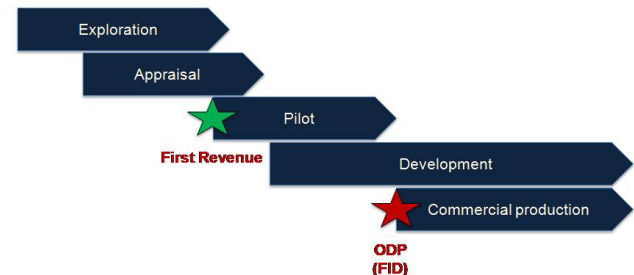 Exploration
Appraisal
Pilot
First Revenue
Development
Commercial production
ODP
(FID)